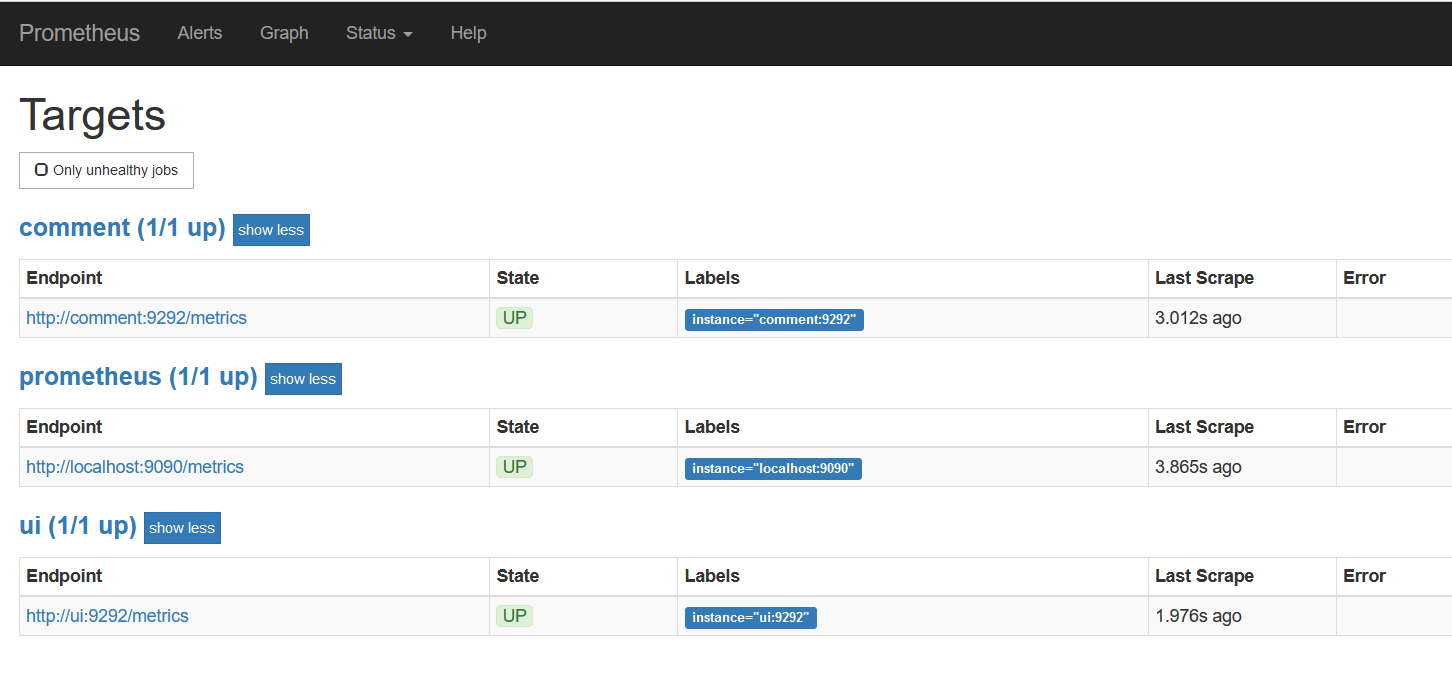 Prometheus Alerts Graph Status Help
Targets
Only unhealthy jobs
comment (1/1 up) show less
Endpoint State Labels Last Scrape Error
http://comment:9292/metrics UP instance="comment:9292" 3.012s ago
prometheus (1/1 up) show less
Endpoint State Labels Last Scrape Error
http://localhost:9090/metrics UP instance="localhost:9090" 3.865s ago
ui (1/1 up) show less
Endpoint State Labels Last Scrape Error
http://ui:9292/metrics UP instance="ui:9292" 1.976s ago